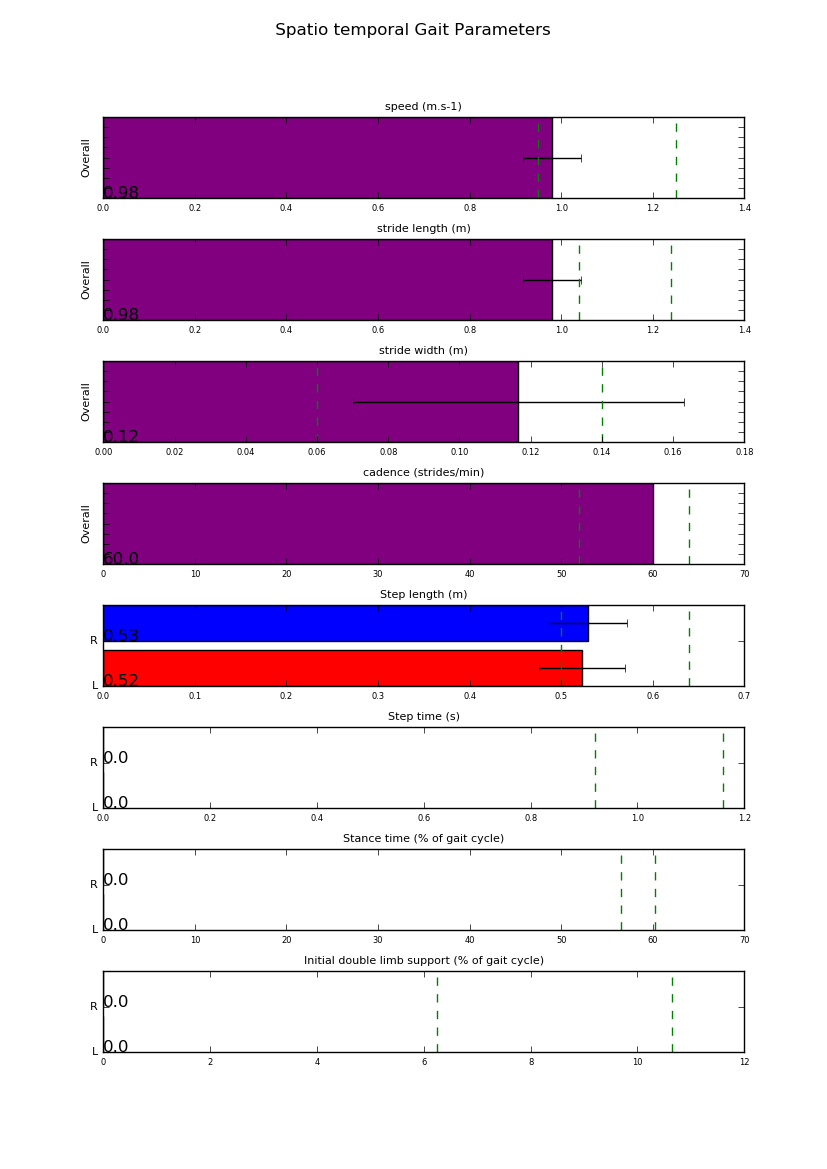 Spatio temporal Gait Parameters
speed (m.s-1)
Overall
0.98
0.0 0.2 0.4 0.6 0.8 1.0 1.2 1.4
stride length (m)
Overall
0.98
0.0 0.2 0.4 0.6 0.8 1.0 1.2 1.4
stride width (m)
Overall
0.12
0.00 0.02 0.04 0.06 0.08 0.10 0.12 0.14 0.16 0.18
cadence (strides/min)
Overall
60.0
0 10 20 30 40 50 60 70
Step length (m)
R 0.53
L 0.52
0.0 0.1 0.2 0.3 0.4 0.5 0.6 0.7
Step time (s)
R 0.0
L 0.0
0.0 0.2 0.4 0.6 0.8 1.0 1.2
Stance time (% of gait cycle)
R 0.0
L 0.0
0 10 20 30 40 50 60 70
Initial double limb support (% of gait cycle)
R 0.0
L 0.0
0 2 4 6 8 10 12